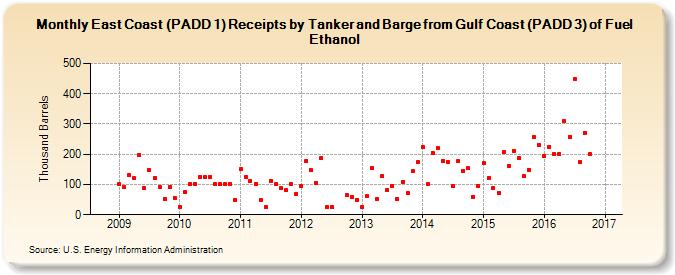 Monthly East Coast (PADD 1) Receipts by Tanker and Barge from Gulf Coast (PADD 3) of Fuel
Ethanol
Thousand Barrels
500
400
300
200
100
0
2009 2010 2011 2012 2013 2014 2015 2016 2017
Source: U.S. Energy Information Administration